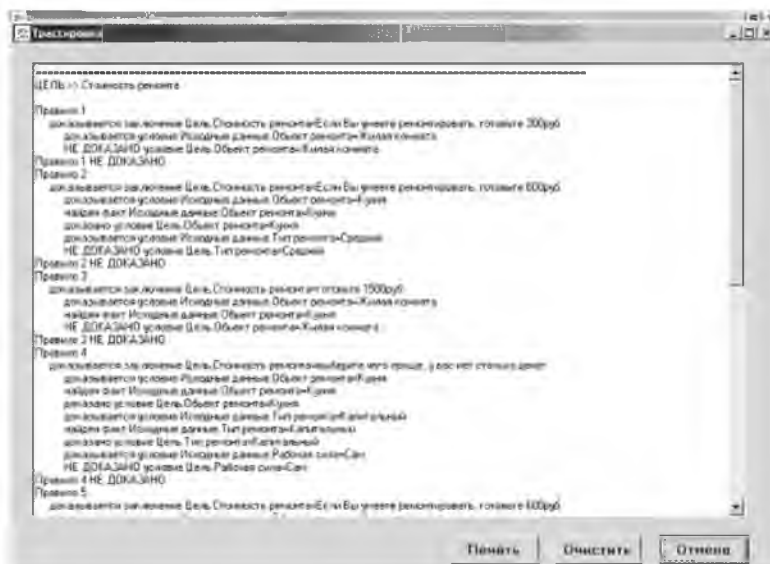 Трассировка
ЦЕЛЬ >> Стоимость ремонта
Правило 1
доказывается заключение Цель.Стоимость ремонта=Если Вы умеете ремонтировать, готовьте 300руб
доказывается условие Исходные данные.Объект ремонта=Жилая комната
НЕ ДОКАЗАНО условие Цель.Объект ремонта=Жилая комната
Правило 1 НЕ ДОКАЗАНО
Правило 2
доказывается заключение Цель.Стоимость ремонта=Если Вы умеете ремонтировать, готовьте 600руб
доказывается условие Исходные данные.Объект ремонта=Кухня
найден факт Исходные данные.Объект ремонта=Кухня
доказано условие Цель.Объект ремонта=Кухня
доказывается условие Исходные данные.Тип ремонта=Средний
НЕ ДОКАЗАНО условие Цель.Тип ремонта=Средний
Правило 2 НЕ ДОКАЗАНО
Правило 3
доказывается заключение Цель.Стоимость ремонта=готовьте 1500руб
доказывается условие Исходные данные.Объект ремонта=Жилая комната
найден факт Исходные данные.Объект ремонта=Кухня
НЕ ДОКАЗАНО условие Цель.Объект ремонта=Жилая комната
Правило 3 НЕ ДОКАЗАНО
Правило 4
доказывается заключение Цель.Стоимость ремонта=выберите чего проще, у вас нет столько денег
доказывается условие Исходные данные.Объект ремонта=Кухня
найден факт Исходные данные.Объект ремонта=Кухня
доказано условие Цель.Объект ремонта=Кухня
доказывается условие Исходные данные.Тип ремонта=Капитальный
найден факт Исходные данные.Тип ремонта=Капитальный
доказано условие Цель.Тип ремонта=Капитальный
доказывается условие Исходные данные.Рабочая сила=Сам
НЕ ДОКАЗАНО условие Цель.Рабочая сила=Сам
Правило 4 НЕ ДОКАЗАНО
Правило 5
доказывается заключение Цель.Стоимость ремонта=Если Вы умеете ремонтировать, готовьте 600руб
Печать Очистить Отмена